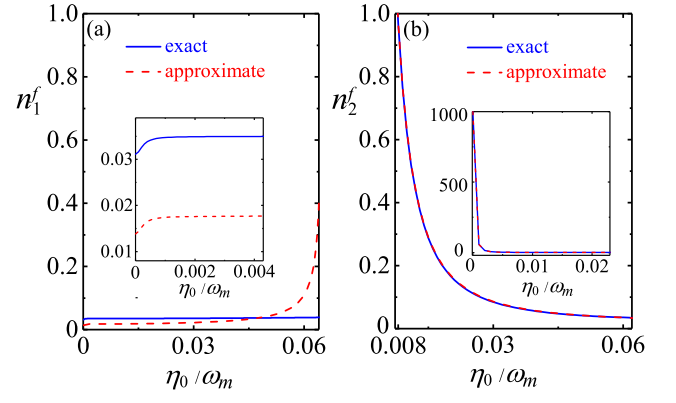 (a)
exact
approximate
n₁ᶠ
1.0
0.8
0.6
0.4
0.2
0
0
0.03
0.06
η₀ /ωₘ
0.03
0.02
0.01
0
0.002
0.004
η₀ /ωₘ
(b)
exact
approximate
n₂ᶠ
1.0
0.8
0.6
0.4
0.2
0
0.008
0.03
0.06
η₀ /ωₘ
1000
500
0
0
0.01
0.02
η₀ /ωₘ